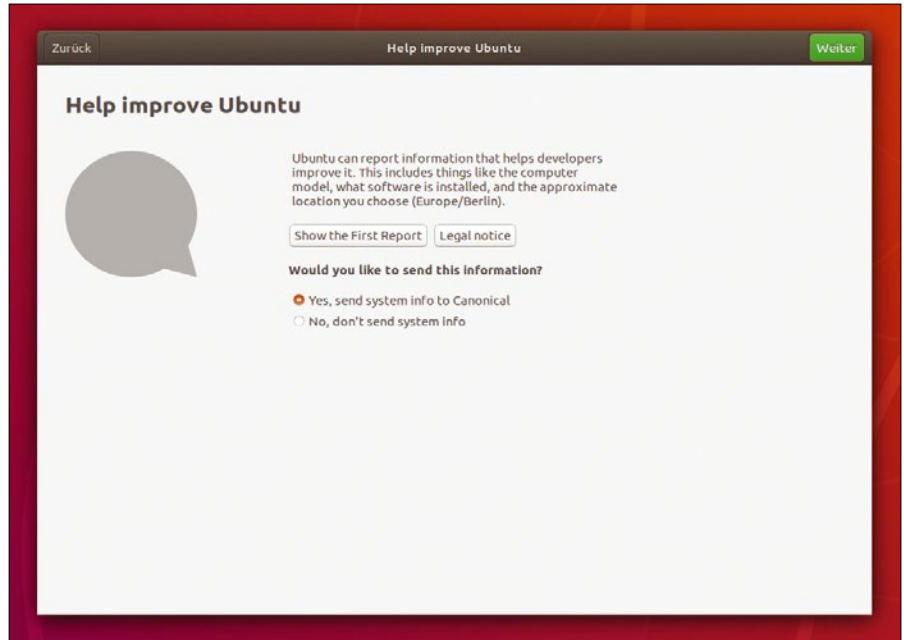 Zurück
Help improve Ubuntu
Weiter
Help improve Ubuntu
Ubuntu can report information that helps developers
improve it. This includes things like the computer
model, what software is installed, and the approximate
location you choose (Europe/Berlin).
Show the First Report
Legal notice
Would you like to send this information?
Yes, send system info to Canonical
No, don't send system info